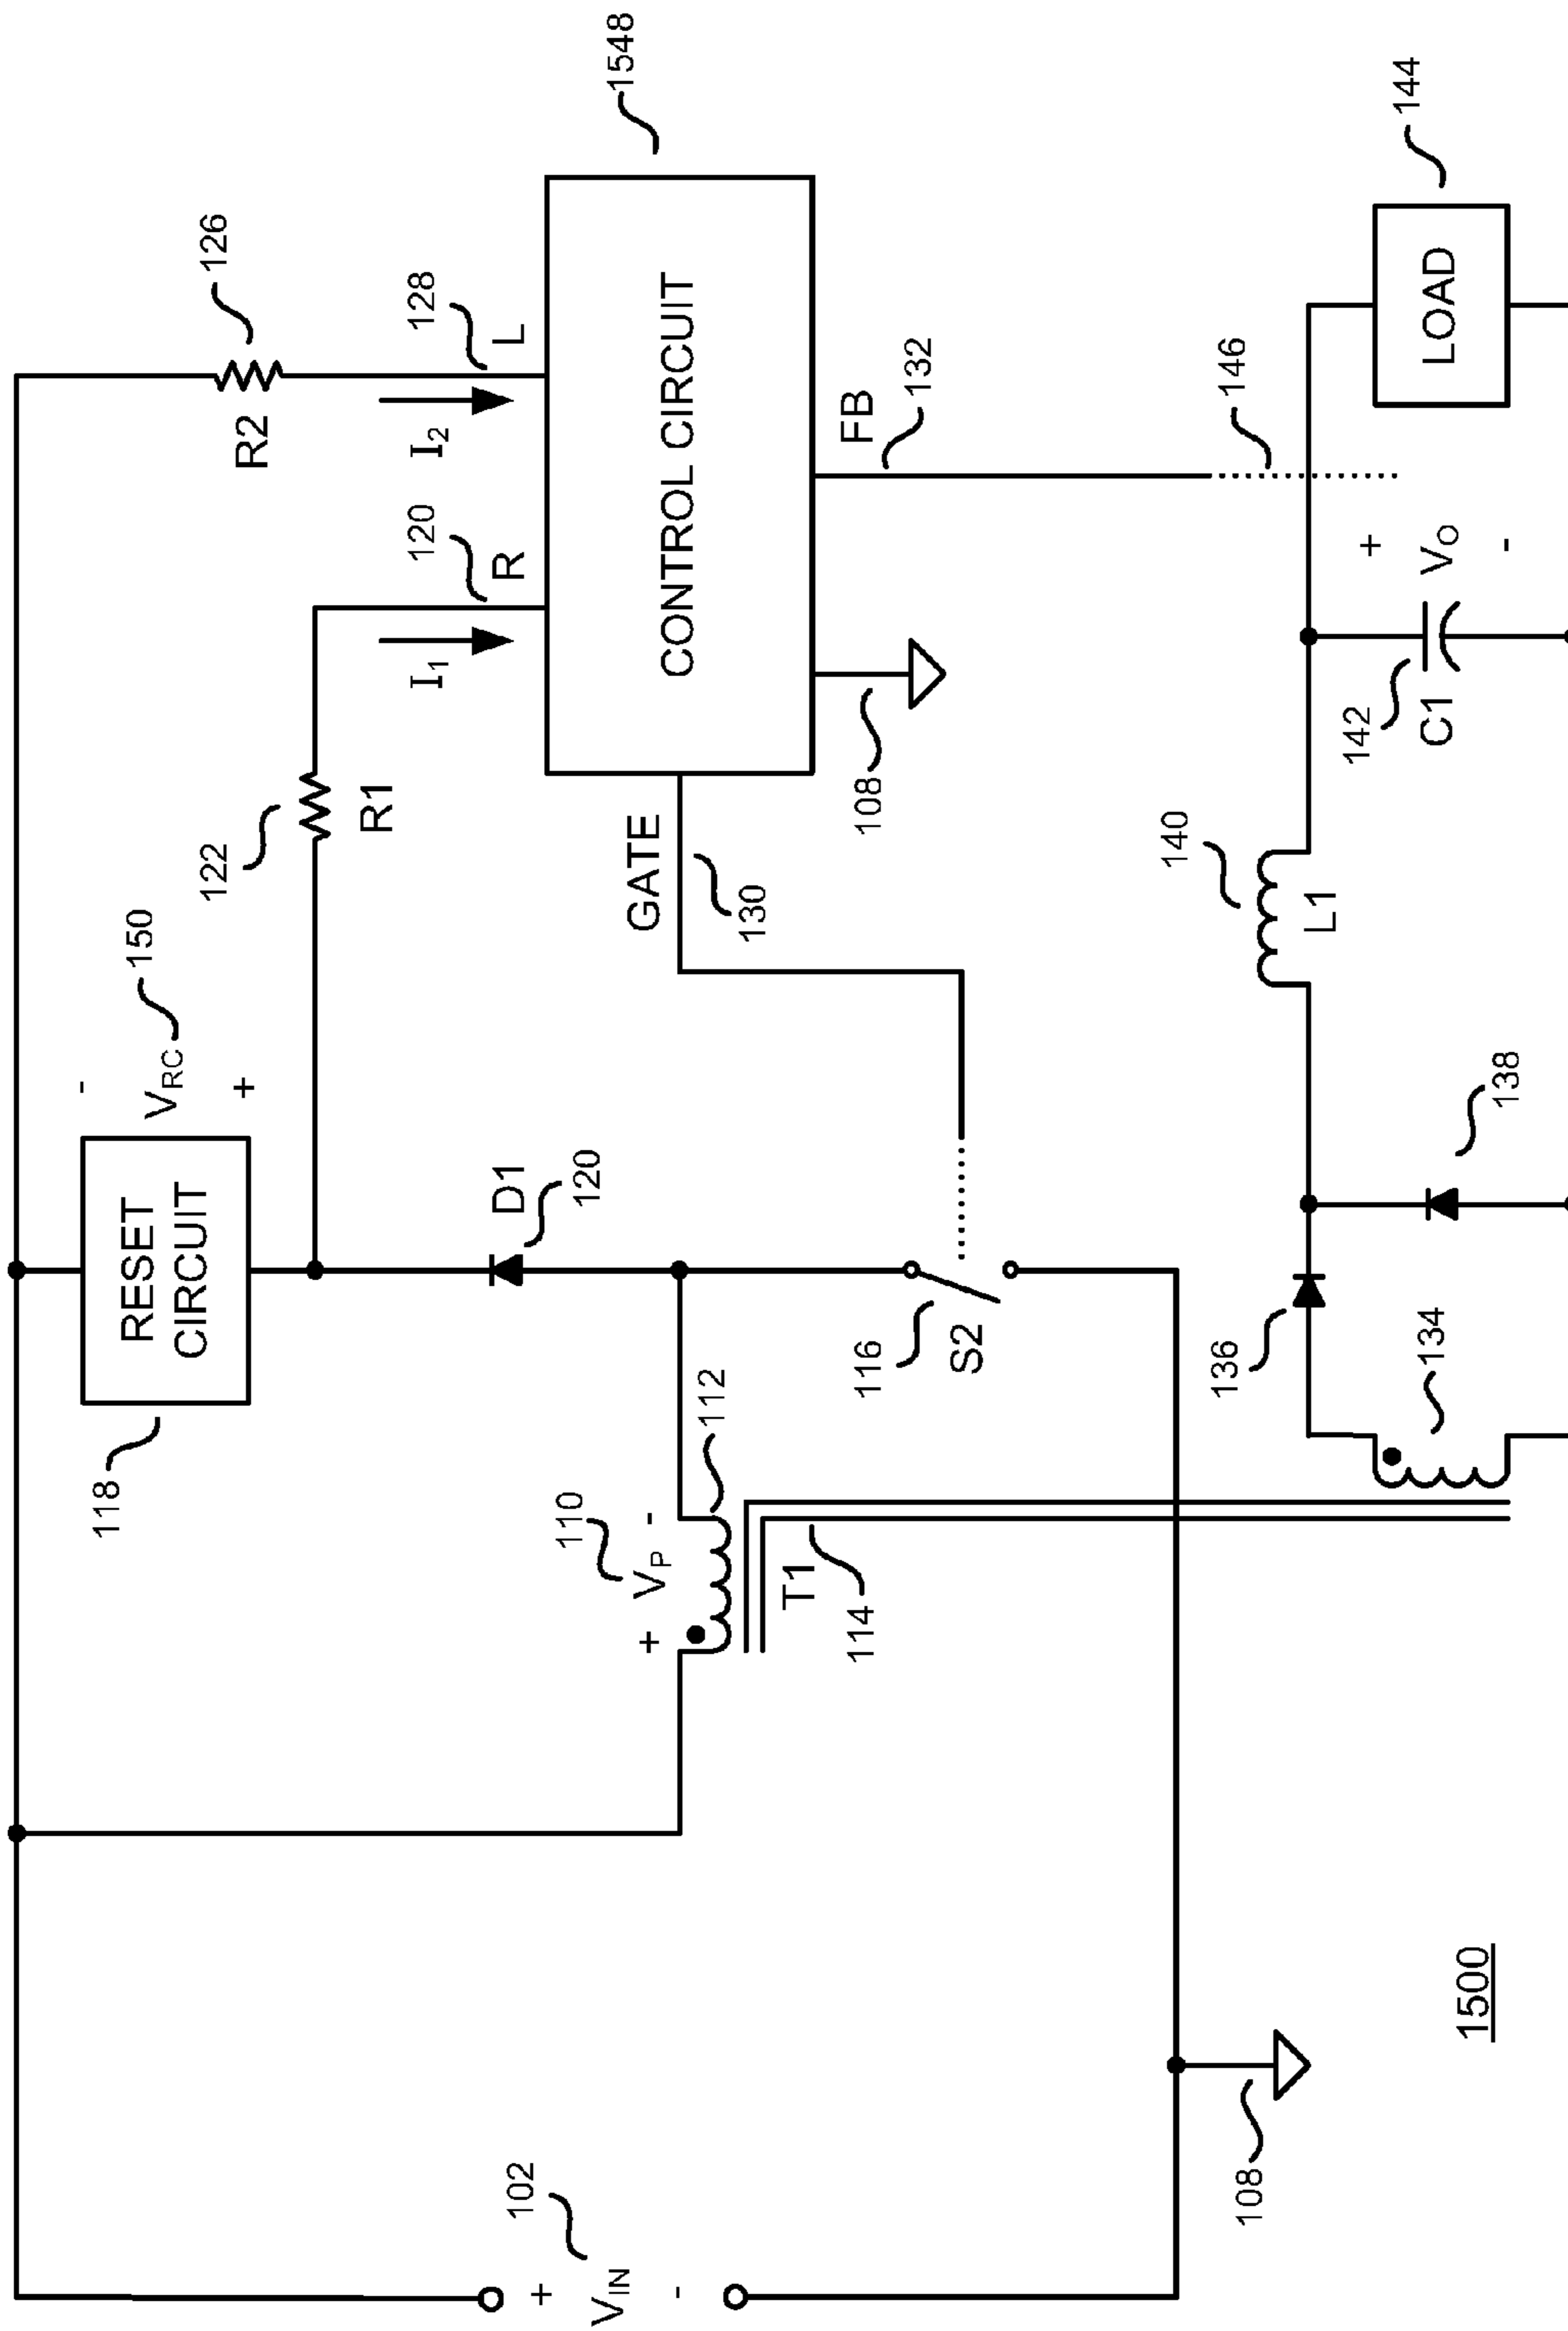 126
R2
I2
128
L
120
R
I1
1548
CONTROL CIRCUIT
FB
132
108
GATE
130
122
R1
150
VRC
-
+
RESET
CIRCUIT
118
D1
120
112
110
+
VP
-
T1
114
116
S2
102
+
VIN
-
108
144
LOAD
146
+
VO
-
142
C1
140
L1
138
136
134
1500